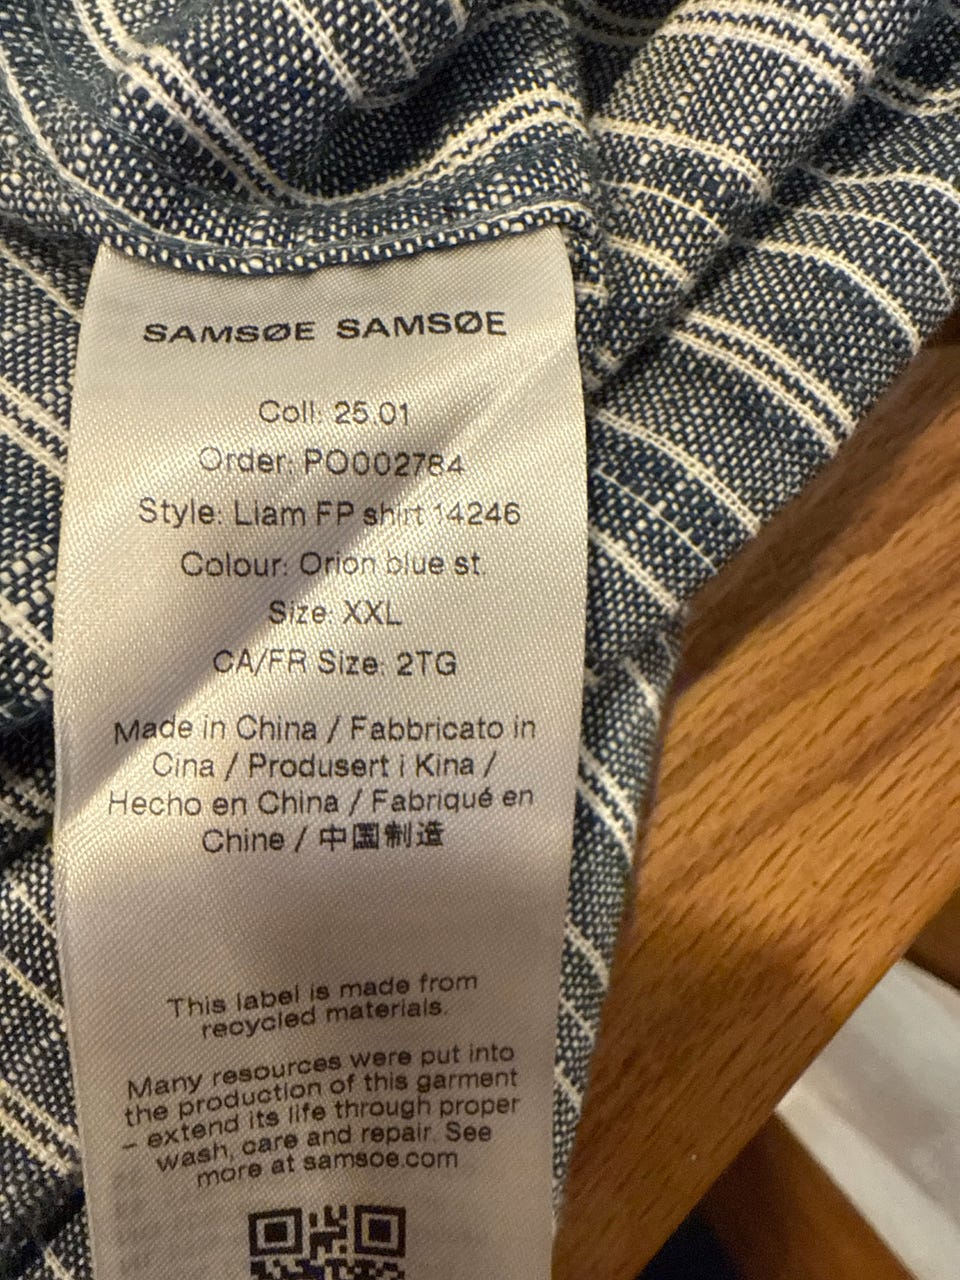 SAMSØE SAMSØE
Coll: 25.01
Order: PO002784
Style: Liam FP shirt 14246
Colour: Orion blue st.
Size: XXL
CA/FR Size: 2TG
Made in China / Fabbricato in
Cina / Produsert i Kina /
Hecho en China / Fabriqué en
Chine / 中国制造
This label is made from
recycled materials.
Many resources were put into
the production of this garment
– extend its life through proper
wash, care and repair. See
more at samsoe.com